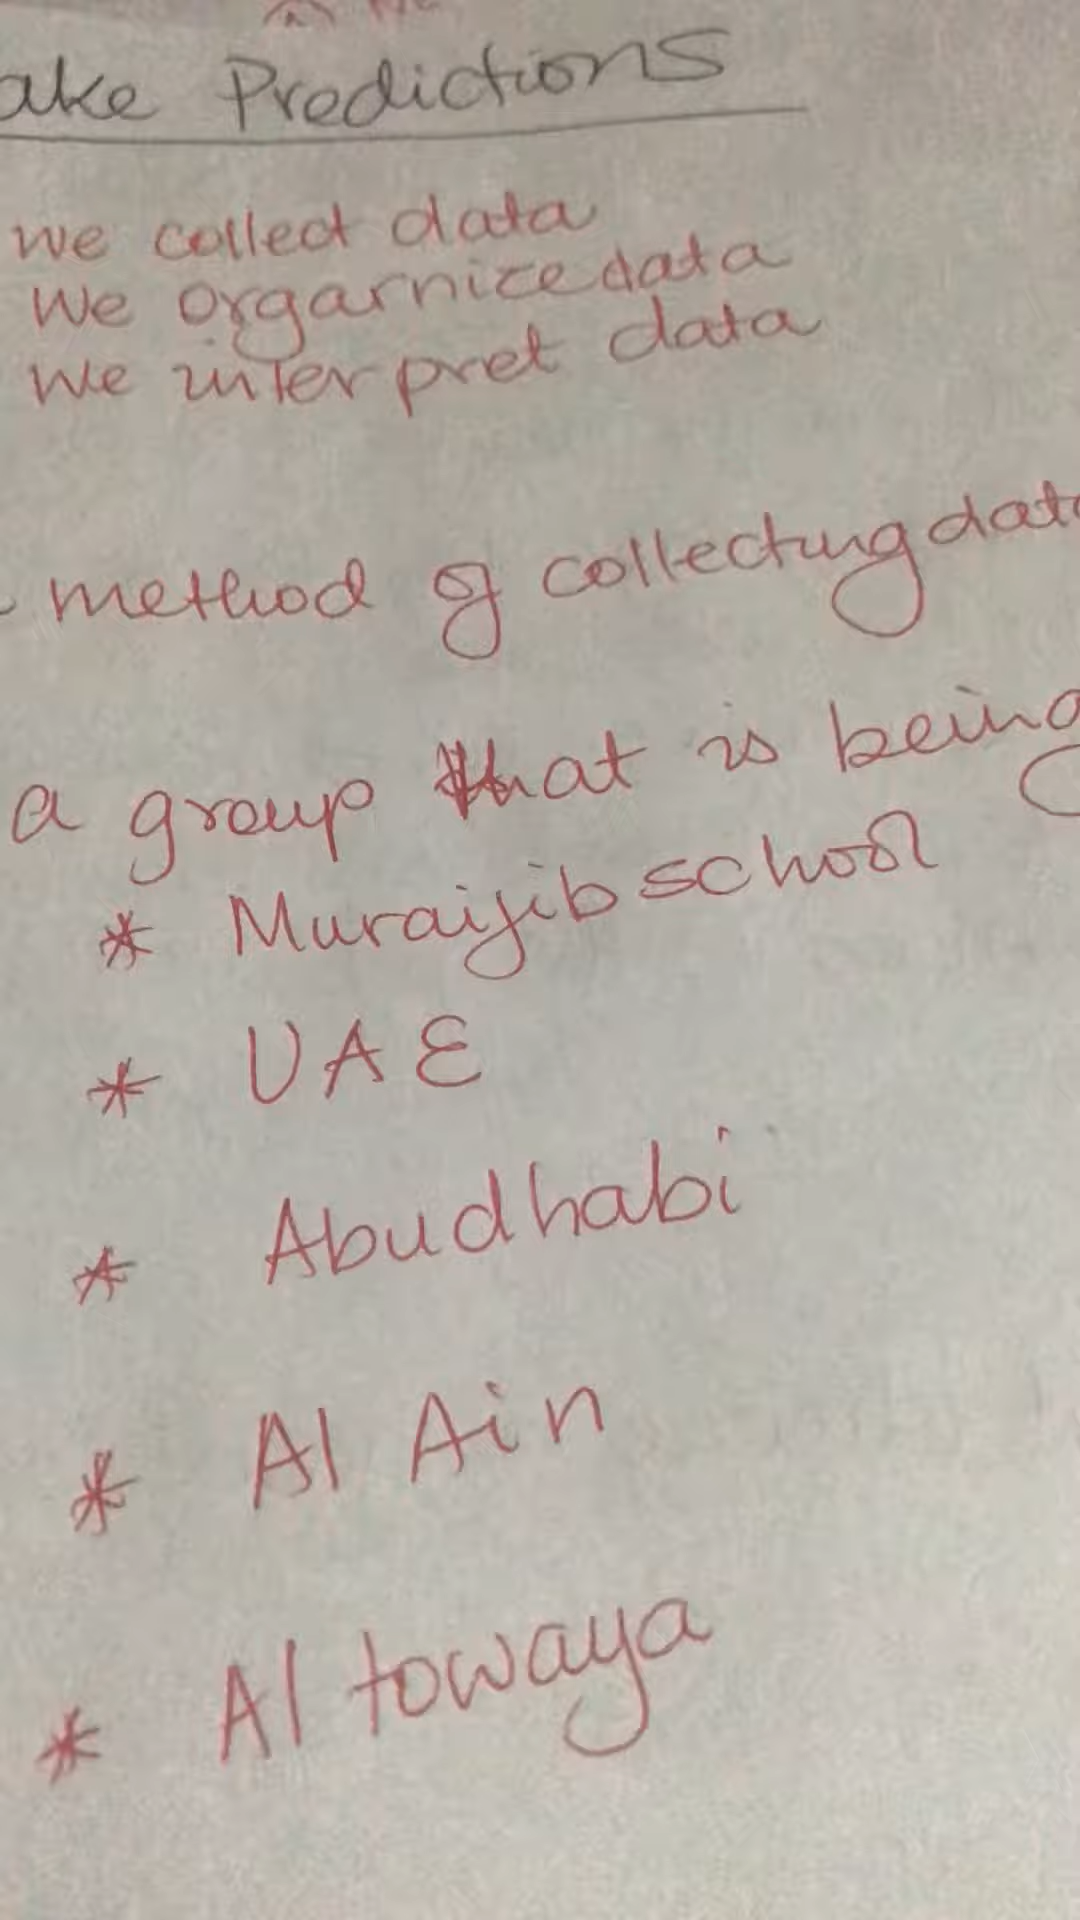 ake Predictions
we collect data
We orgarnize data
We interpret data
method of collecting dat
a group that is being
* Muraijib school
* UAE
* Abudhabi
* Al Ain
* Al towaya